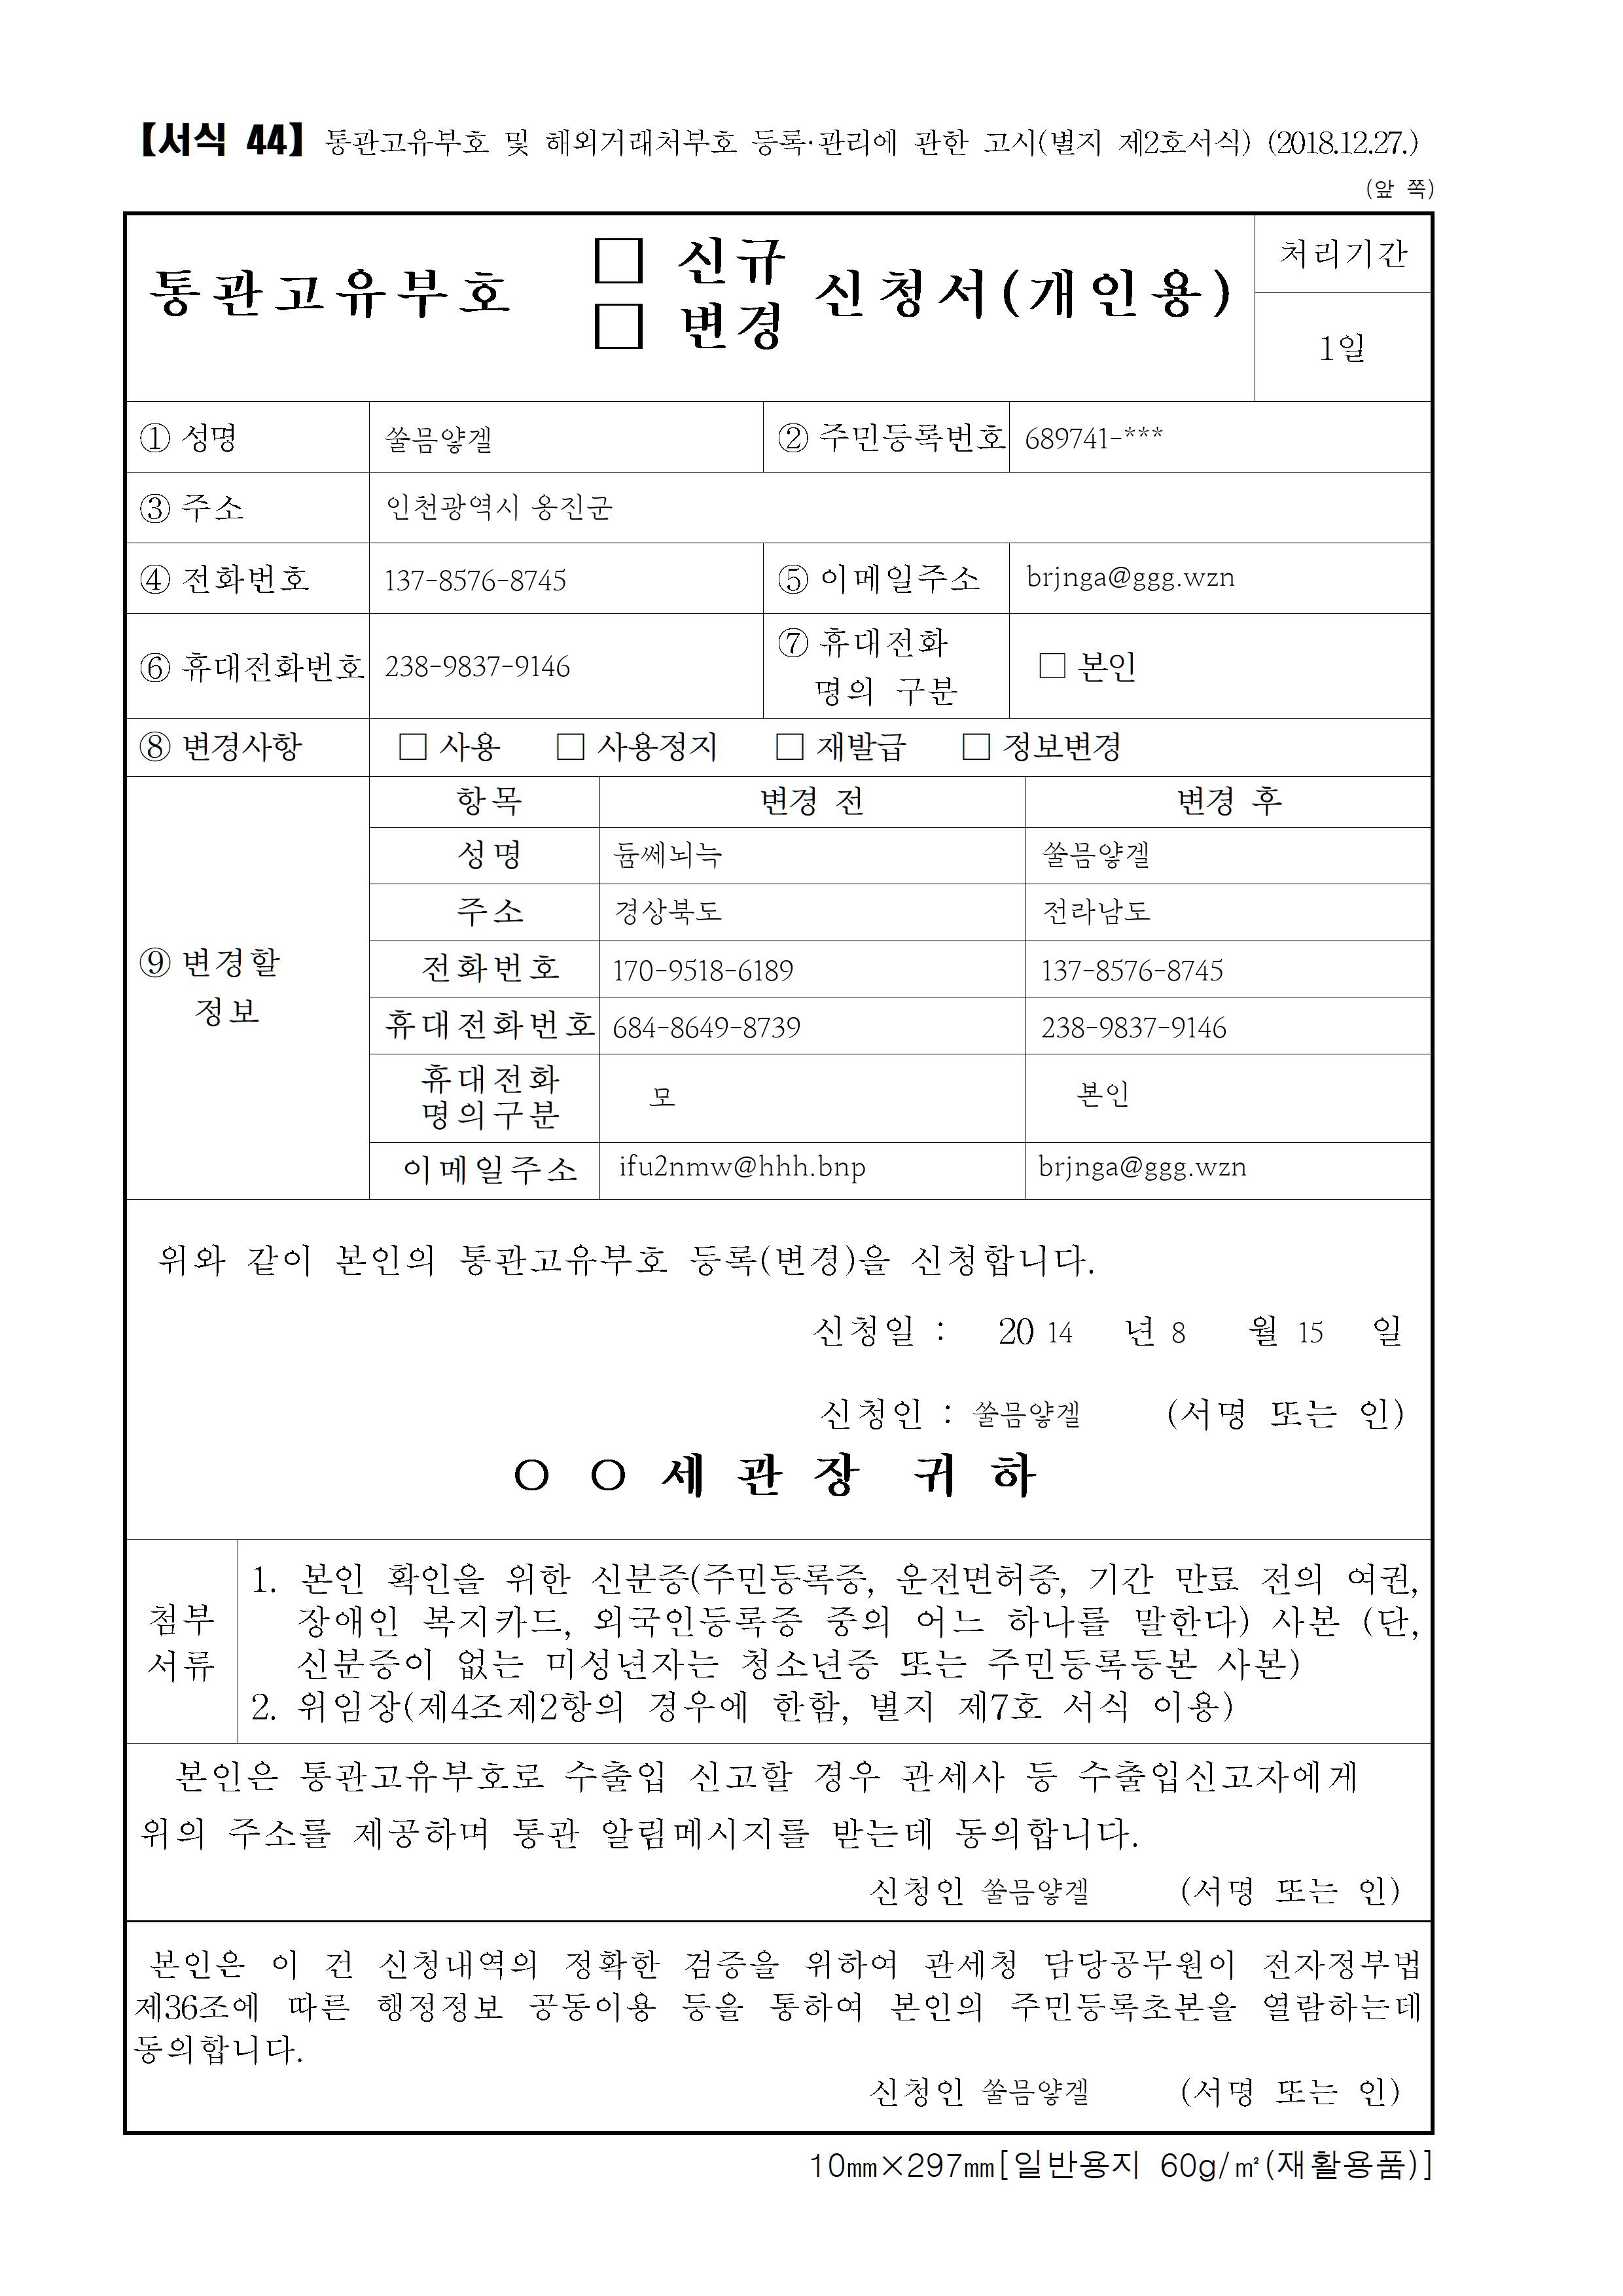 【서식 44】 통관고유부호 및 해외거래처부호 등록·관리에 관한 고시(별지 제2호서식) (2018.12.27.)
(앞 쪽)
통관고유부호 □ 신규 □ 변경 신청서(개인용)
처리기간
1일
① 성명 쑬믐얗겔 ② 주민등록번호 689741-***
③ 주소 인천광역시 옹진군
④ 전화번호 137-8576-8745 ⑤ 이메일주소 brjnga@ggg.wzn
⑥ 휴대전화번호 238-9837-9146 ⑦ 휴대전화 명의 구분 □ 본인
⑧ 변경사항 □ 사용 □ 사용정지 □ 재발급 □ 정보변경
⑨ 변경할 정보
항목 변경 전 변경 후
성명 듐쎄뇌늑 쑬믐얗겔
주소 경상북도 전라남도
전화번호 170-9518-6189 137-8576-8745
휴대전화번호 684-8649-8739 238-9837-9146
휴대전화 명의구분 모 본인
이메일주소 ifu2nmw@hhh.bnp brjnga@ggg.wzn
위와 같이 본인의 통관고유부호 등록(변경)을 신청합니다.
신청일 : 20 14 년 8 월 15 일
신청인 : 쑬믐얗겔 (서명 또는 인)
○ ○ 세 관 장 귀 하
첨부 서류
1. 본인 확인을 위한 신분증(주민등록증, 운전면허증, 기간 만료 전의 여권,
장애인 복지카드, 외국인등록증 중의 어느 하나를 말한다) 사본 (단,
신분증이 없는 미성년자는 청소년증 또는 주민등록등본 사본)
2. 위임장(제4조제2항의 경우에 한함, 별지 제7호 서식 이용)
본인은 통관고유부호로 수출입 신고할 경우 관세사 등 수출입신고자에게
위의 주소를 제공하며 통관 알림메시지를 받는데 동의합니다.
신청인 쑬믐얗겔 (서명 또는 인)
본인은 이 건 신청내역의 정확한 검증을 위하여 관세청 담당공무원이 전자정부법
제36조에 따른 행정정보 공동이용 등을 통하여 본인의 주민등록초본을 열람하는데
동의합니다.
신청인 쑬믐얗겔 (서명 또는 인)
10㎜×297㎜[일반용지 60g/㎡(재활용품)]